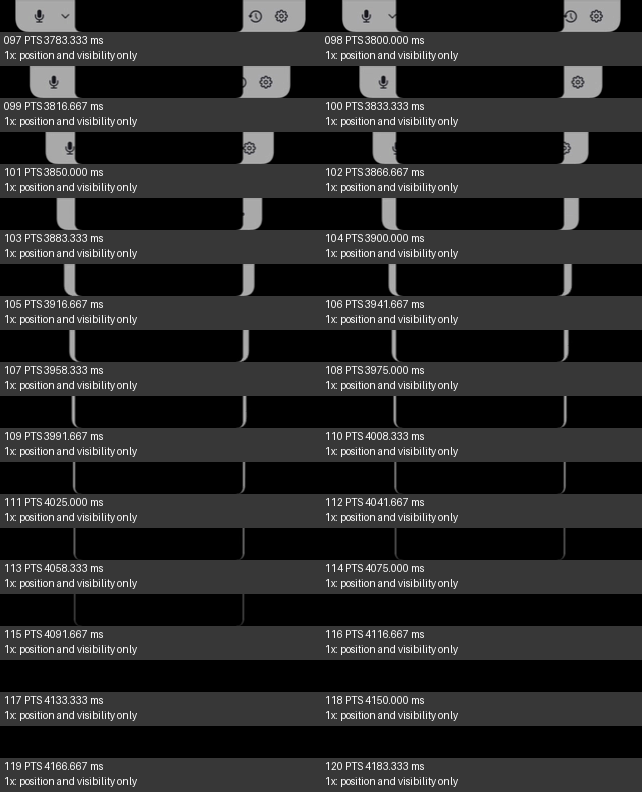 097 PTS 3783.333 ms
1x: position and visibility only
098 PTS 3800.000 ms
1x: position and visibility only
099 PTS 3816.667 ms
1x: position and visibility only
100 PTS 3833.333 ms
1x: position and visibility only
101 PTS 3850.000 ms
1x: position and visibility only
102 PTS 3866.667 ms
1x: position and visibility only
103 PTS 3883.333 ms
1x: position and visibility only
104 PTS 3900.000 ms
1x: position and visibility only
105 PTS 3916.667 ms
1x: position and visibility only
106 PTS 3941.667 ms
1x: position and visibility only
107 PTS 3958.333 ms
1x: position and visibility only
108 PTS 3975.000 ms
1x: position and visibility only
109 PTS 3991.667 ms
1x: position and visibility only
110 PTS 4008.333 ms
1x: position and visibility only
111 PTS 4025.000 ms
1x: position and visibility only
112 PTS 4041.667 ms
1x: position and visibility only
113 PTS 4058.333 ms
1x: position and visibility only
114 PTS 4075.000 ms
1x: position and visibility only
115 PTS 4091.667 ms
1x: position and visibility only
116 PTS 4116.667 ms
1x: position and visibility only
117 PTS 4133.333 ms
1x: position and visibility only
118 PTS 4150.000 ms
1x: position and visibility only
119 PTS 4166.667 ms
1x: position and visibility only
120 PTS 4183.333 ms
1x: position and visibility only